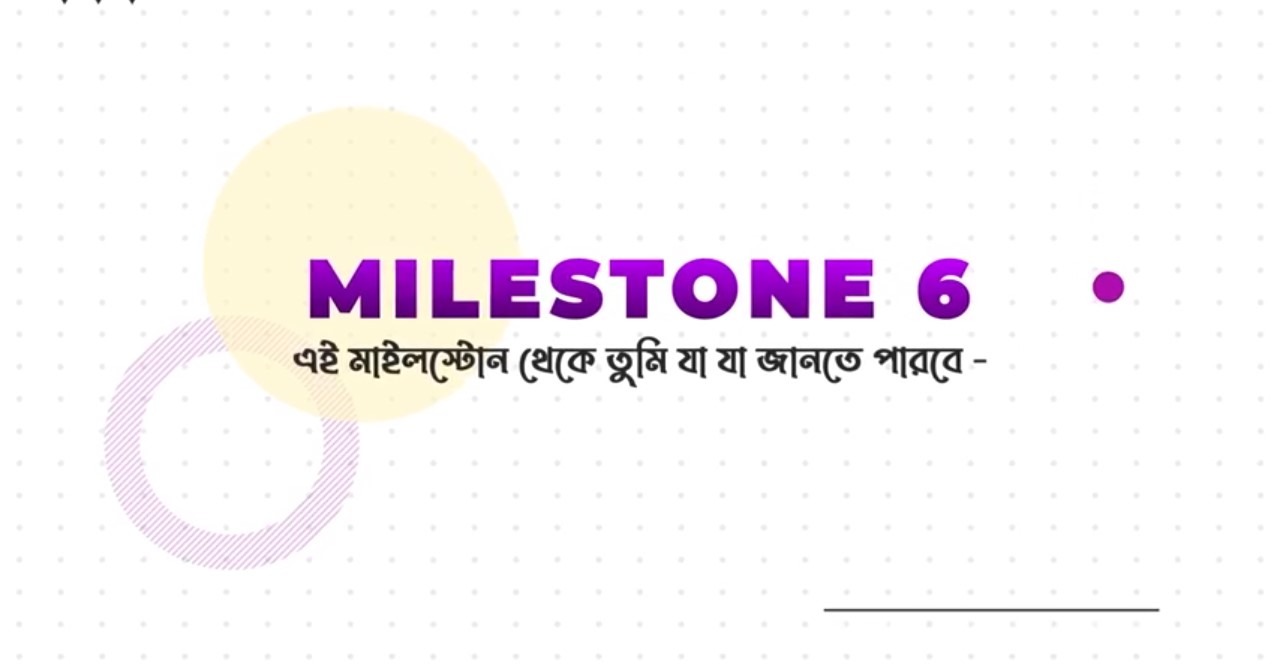 MILESTONE 6
এই মাইলস্টোন থেকে তুমি যা যা জানতে পারবে -